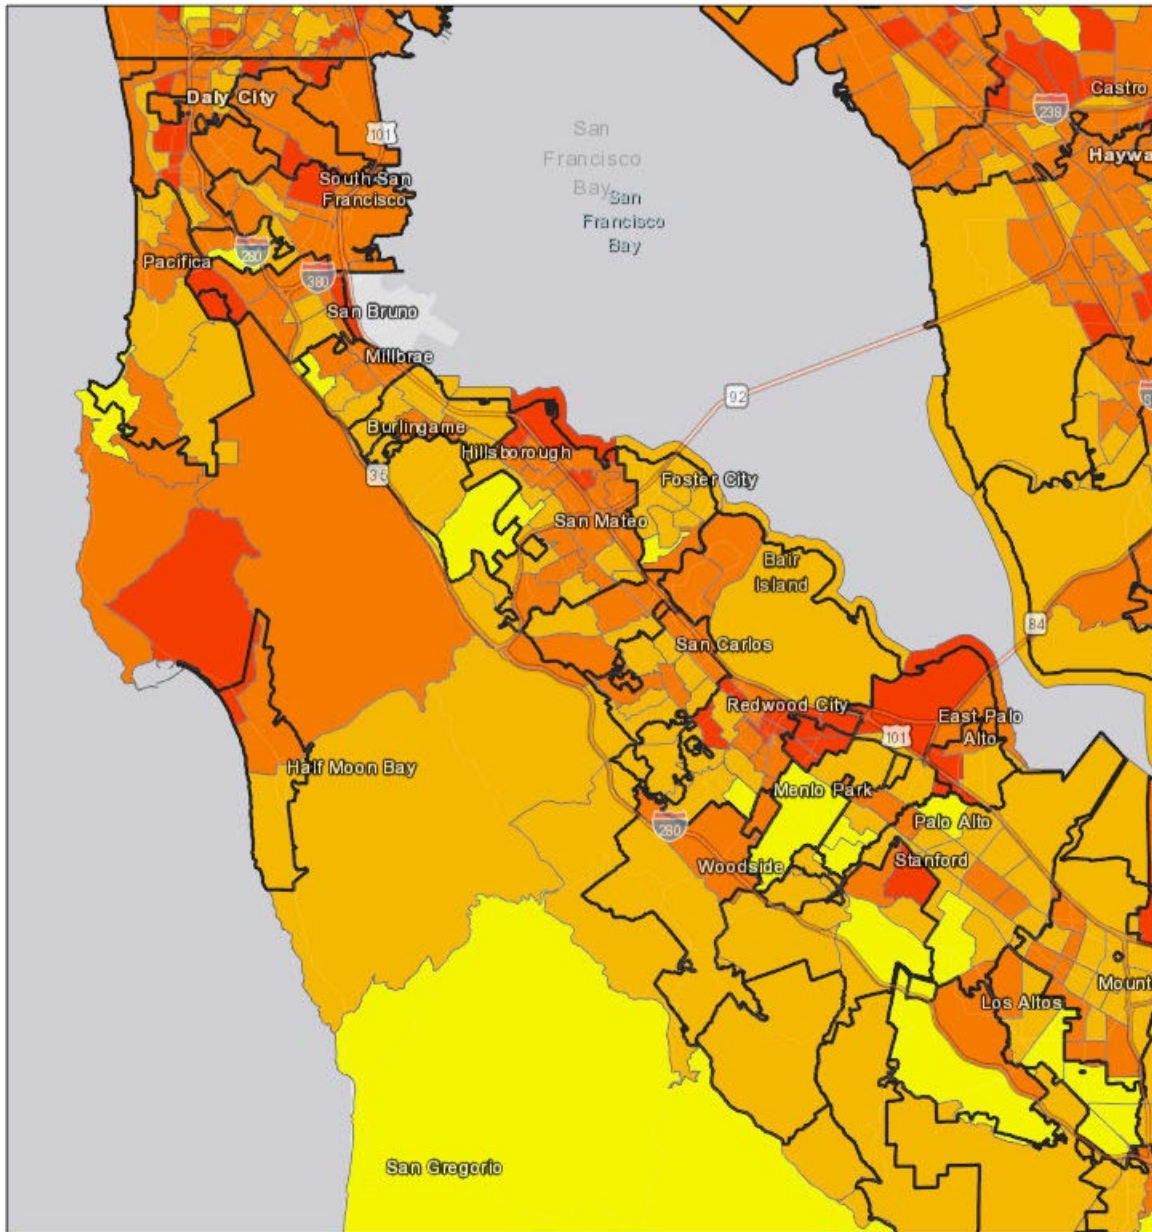 Daly City
101
San
Francisco
Bay
San
Francisco
Bay
238
Castro
Haywa
South San
Francisco
Pacifica
280
380
San Bruno
Millbrae
92
Burlingame
Hillsborough
35
Foster City
San Mateo
Bair
Island
84
San Carlos
Redwood City
East Palo
Alto
101
Half Moon Bay
Menlo Park
280
Palo Alto
Woodside
Stanford
Mount
Los Altos
San Gregorio